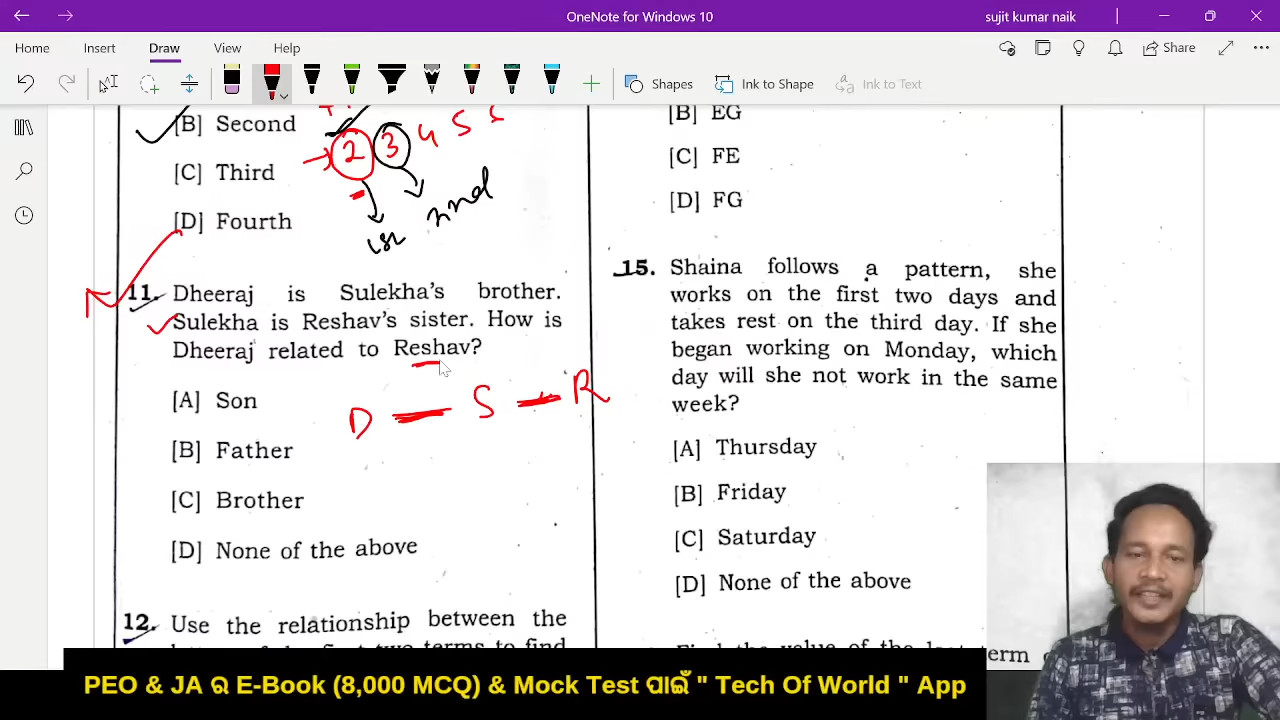 OneNote for Windows 10
sujit kumar naik
Home Insert Draw View Help
Share
Shapes Ink to Shape Ink to Text
[B] Second
[C] Third
[D] Fourth
2 3 4 5
11. Dheeraj is Sulekha's brother.
Sulekha is Reshav's sister. How is
Dheeraj related to Reshav?
[A] Son
[B] Father
[C] Brother
[D] None of the above
D — S — R
12. Use the relationship between the
[B] EG
[C] FE
[D] FG
15. Shaina follows a pattern, she
works on the first two days and
takes rest on the third day. If she
began working on Monday, which
day will she not work in the same
week?
[A] Thursday
[B] Friday
[C] Saturday
[D] None of the above
PEO & JA ର E-Book (8,000 MCQ) & Mock Test ପାଇଁ " Tech Of World " App